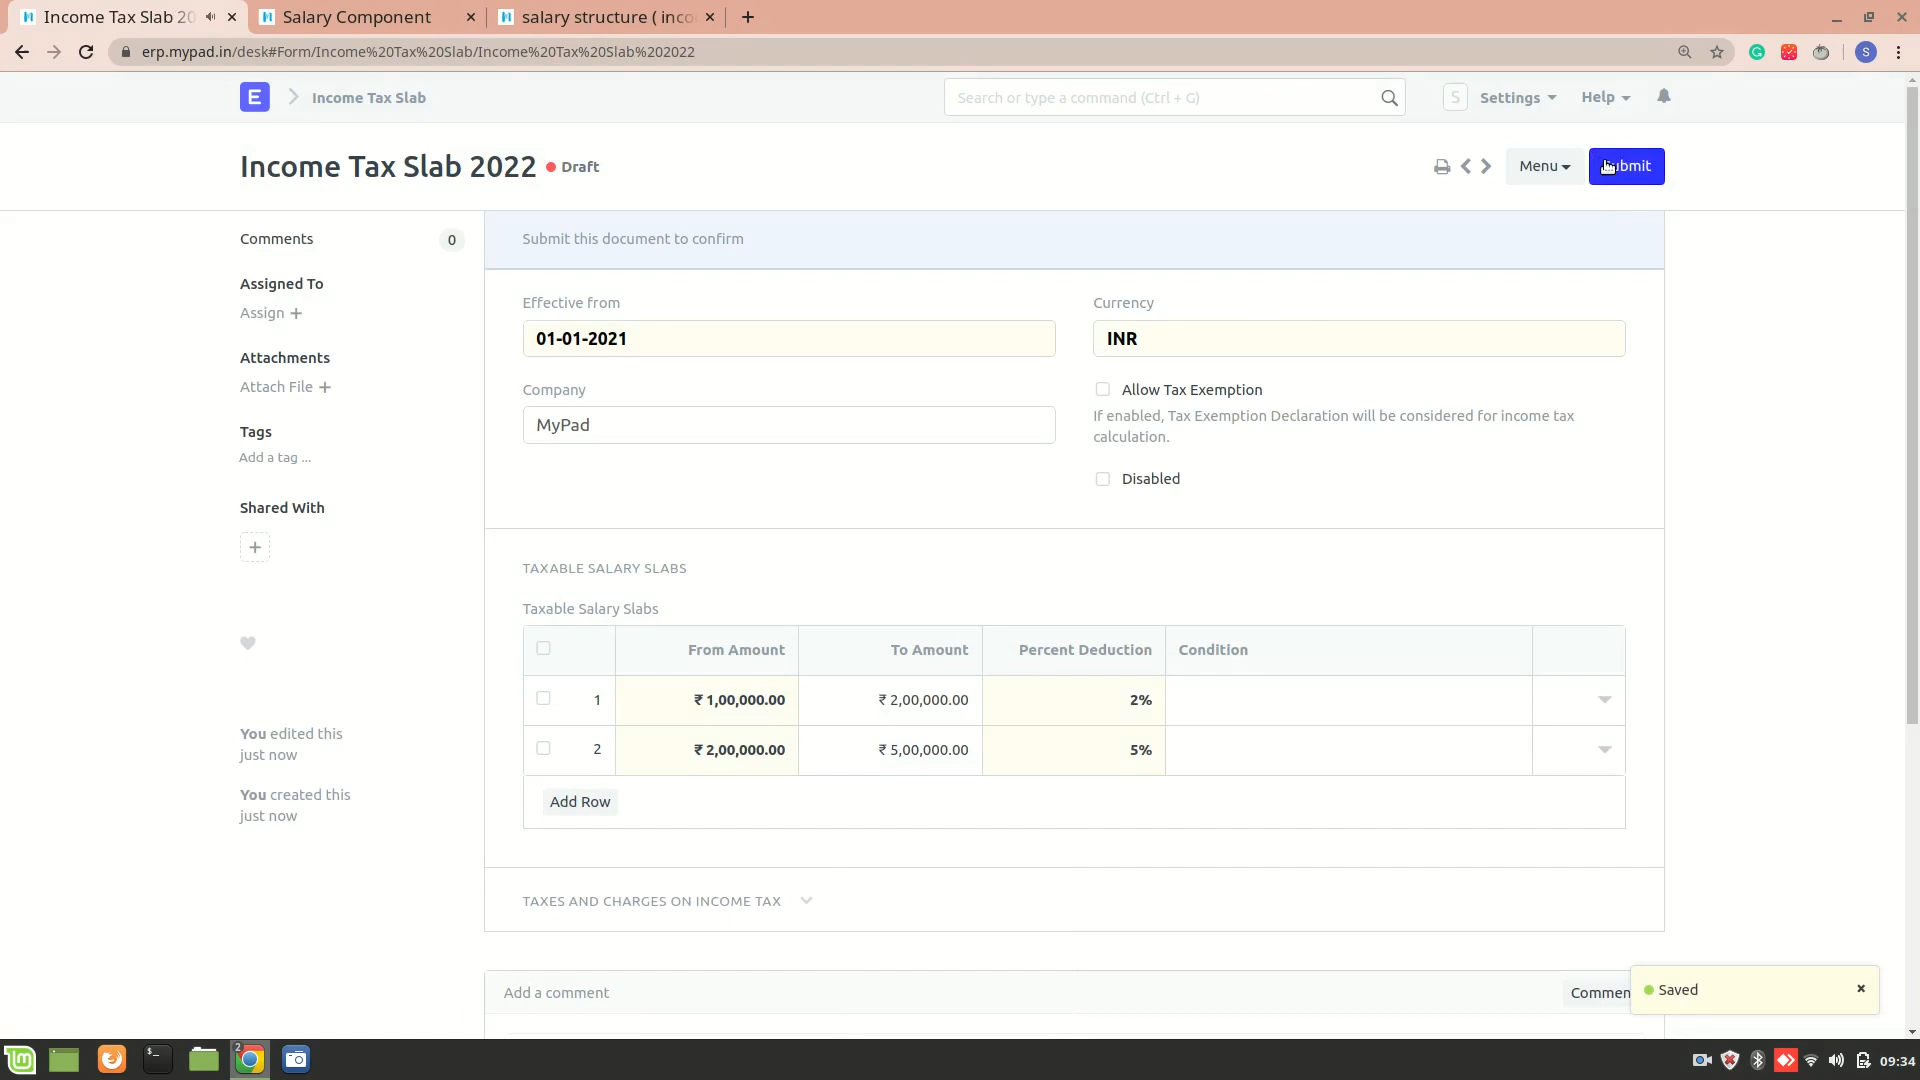 Income Tax Slab 20
Salary Component
salary structure ( inco
erp.mypad.in/desk#Form/Income%20Tax%20Slab/Income%20Tax%20Slab%202022
S
E
Income Tax Slab
Search or type a command (Ctrl + G)
S
Settings
Help
Income Tax Slab 2022
Draft
Menu
ubmit
Comments
0
Assigned To
Assign +
Attachments
Attach File +
Tags
Add a tag ...
Shared With
+
You edited this
just now
You created this
just now
Submit this document to confirm
Effective from
01-01-2021
Currency
INR
Company
MyPad
Allow Tax Exemption
If enabled, Tax Exemption Declaration will be considered for income tax
calculation.
Disabled
TAXABLE SALARY SLABS
Taxable Salary Slabs
From Amount To Amount Percent Deduction Condition
1 ₹ 1,00,000.00 ₹ 2,00,000.00 2%
2 ₹ 2,00,000.00 ₹ 5,00,000.00 5%
Add Row
TAXES AND CHARGES ON INCOME TAX
Add a comment
Commen
Saved
2
09:34